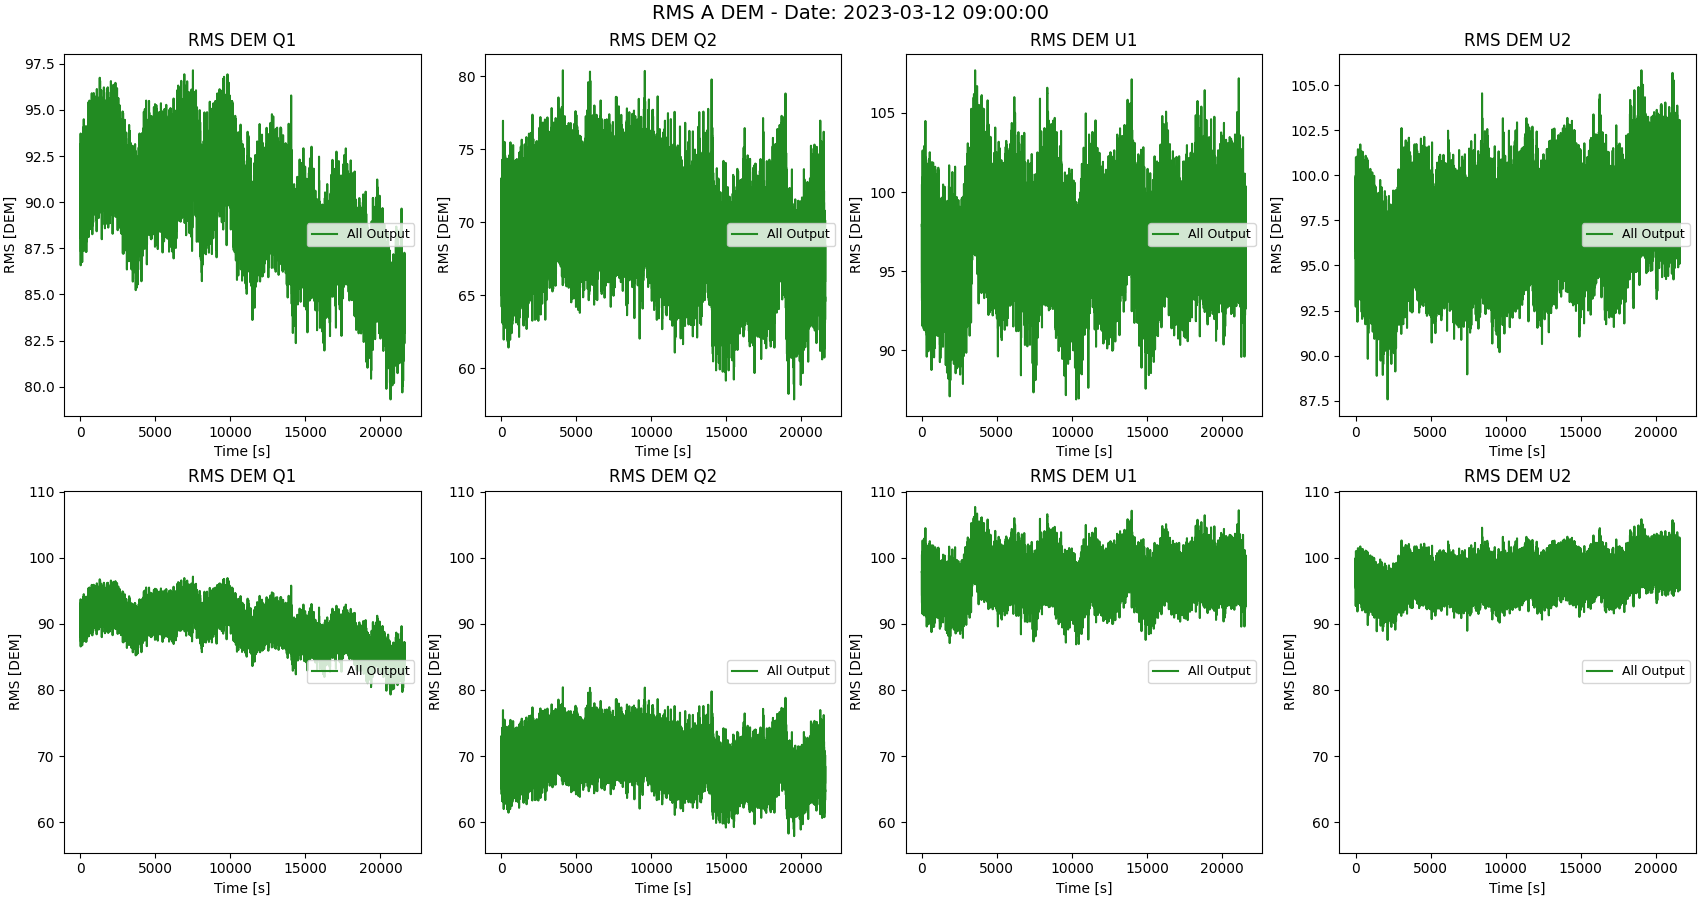 RMS A DEM - Date: 2023-03-12 09:00:00
RMS DEM Q1
RMS DEM Q2
RMS DEM U1
RMS DEM U2
RMS [DEM]
97.5
95.0
92.5
90.0
87.5
85.0
82.5
80.0
All Output
0 5000 10000 15000 20000
Time [s]
RMS [DEM]
80
75
70
65
60
All Output
0 5000 10000 15000 20000
Time [s]
RMS [DEM]
105
100
95
90
All Output
0 5000 10000 15000 20000
Time [s]
RMS [DEM]
105.0
102.5
100.0
97.5
95.0
92.5
90.0
87.5
All Output
0 5000 10000 15000 20000
Time [s]
RMS DEM Q1
RMS DEM Q2
RMS DEM U1
RMS DEM U2
RMS [DEM]
110
100
90
80
70
60
All Output
0 5000 10000 15000 20000
Time [s]
RMS [DEM]
110
100
90
80
70
60
All Output
0 5000 10000 15000 20000
Time [s]
RMS [DEM]
110
100
90
80
70
60
All Output
0 5000 10000 15000 20000
Time [s]
RMS [DEM]
110
100
90
80
70
60
All Output
0 5000 10000 15000 20000
Time [s]